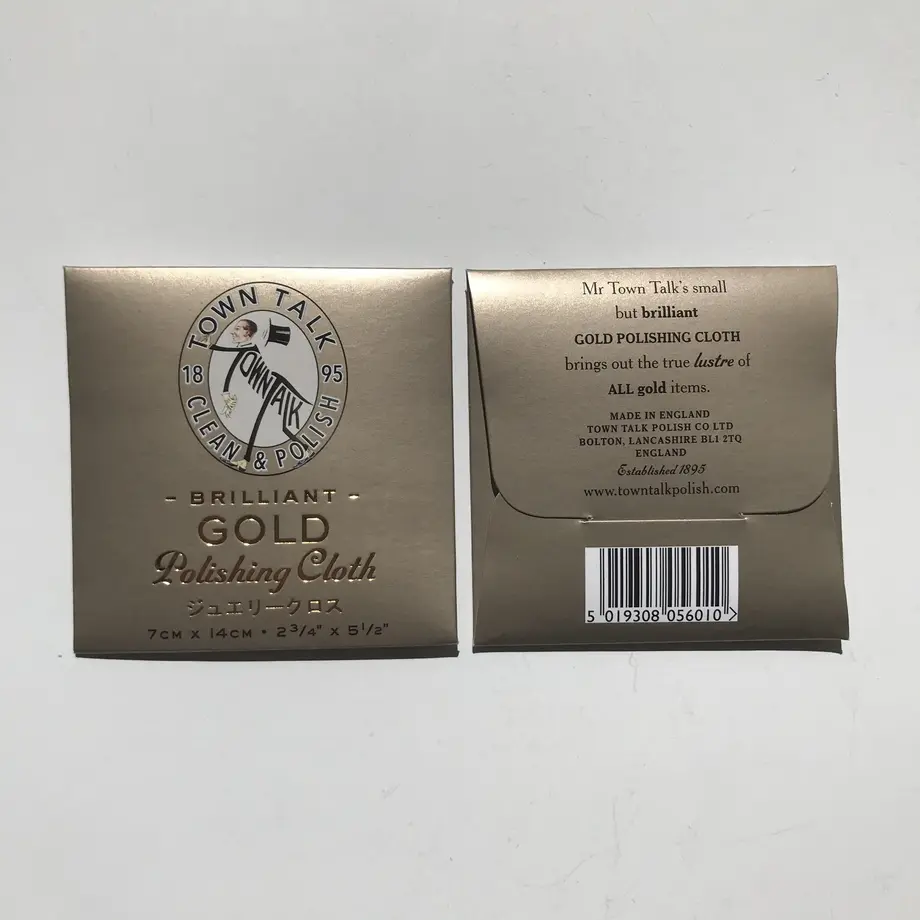 TOWN TALK
18 95
TOWNTALK
CLEAN & POLISH
- BRILLIANT -
GOLD
Polishing Cloth
ジュエリークロス
7CM X 14CM • 2¾" X 5½"
Mr Town Talk's small
but brilliant
GOLD POLISHING CLOTH
brings out the true lustre of
ALL gold items.
MADE IN ENGLAND
TOWN TALK POLISH CO LTD
BOLTON, LANCASHIRE BL1 2TQ
ENGLAND
Established 1895
www.towntalkpolish.com
5 019308 056010 >